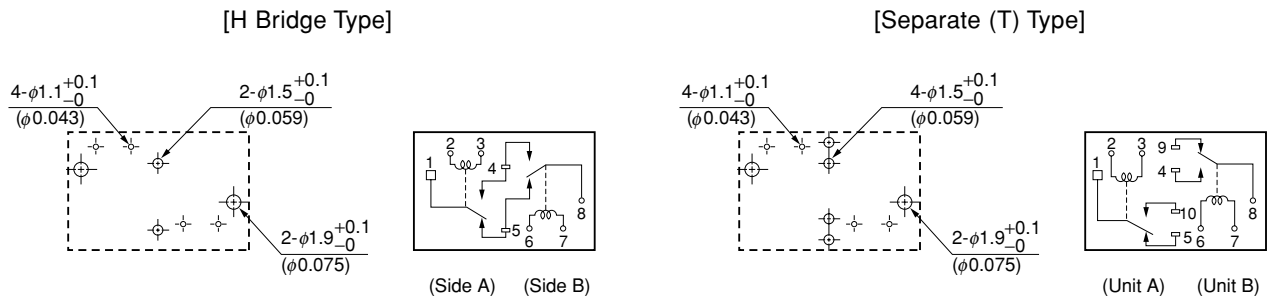 [H Bridge Type]
4-ϕ1.1 +0.1 −0
(ϕ0.043)
2-ϕ1.5 +0.1 −0
(ϕ0.059)
2-ϕ1.9 +0.1 −0
(ϕ0.075)
1
2
3
4
5
6
7
8
(Side A) (Side B)
[Separate (T) Type]
4-ϕ1.1 +0.1 −0
(ϕ0.043)
4-ϕ1.5 +0.1 −0
(ϕ0.059)
2-ϕ1.9 +0.1 −0
(ϕ0.075)
1
2
3
9
4
10
5
6
7
8
(Unit A) (Unit B)